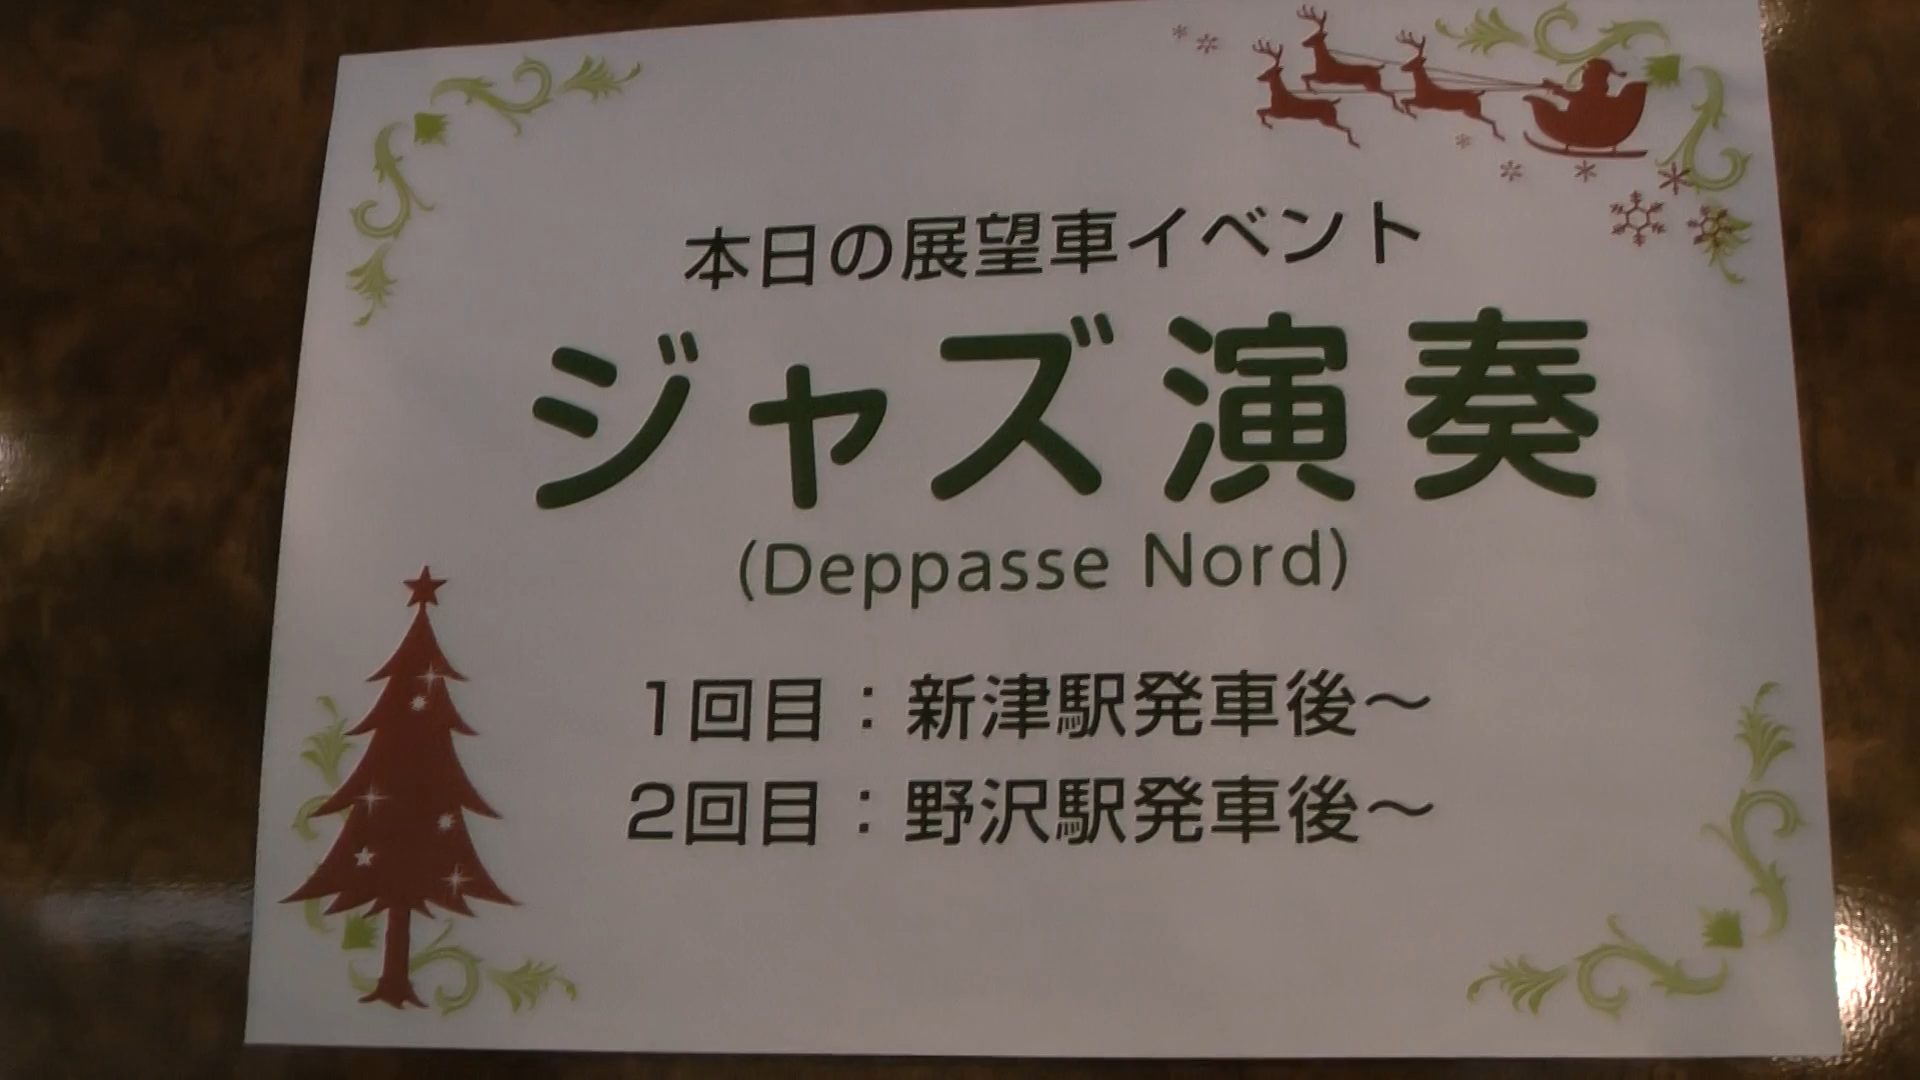 本日の展望車イベント
ジャズ演奏
(Deppasse Nord)
1回目：新津駅発車後～
2回目：野沢駅発車後～